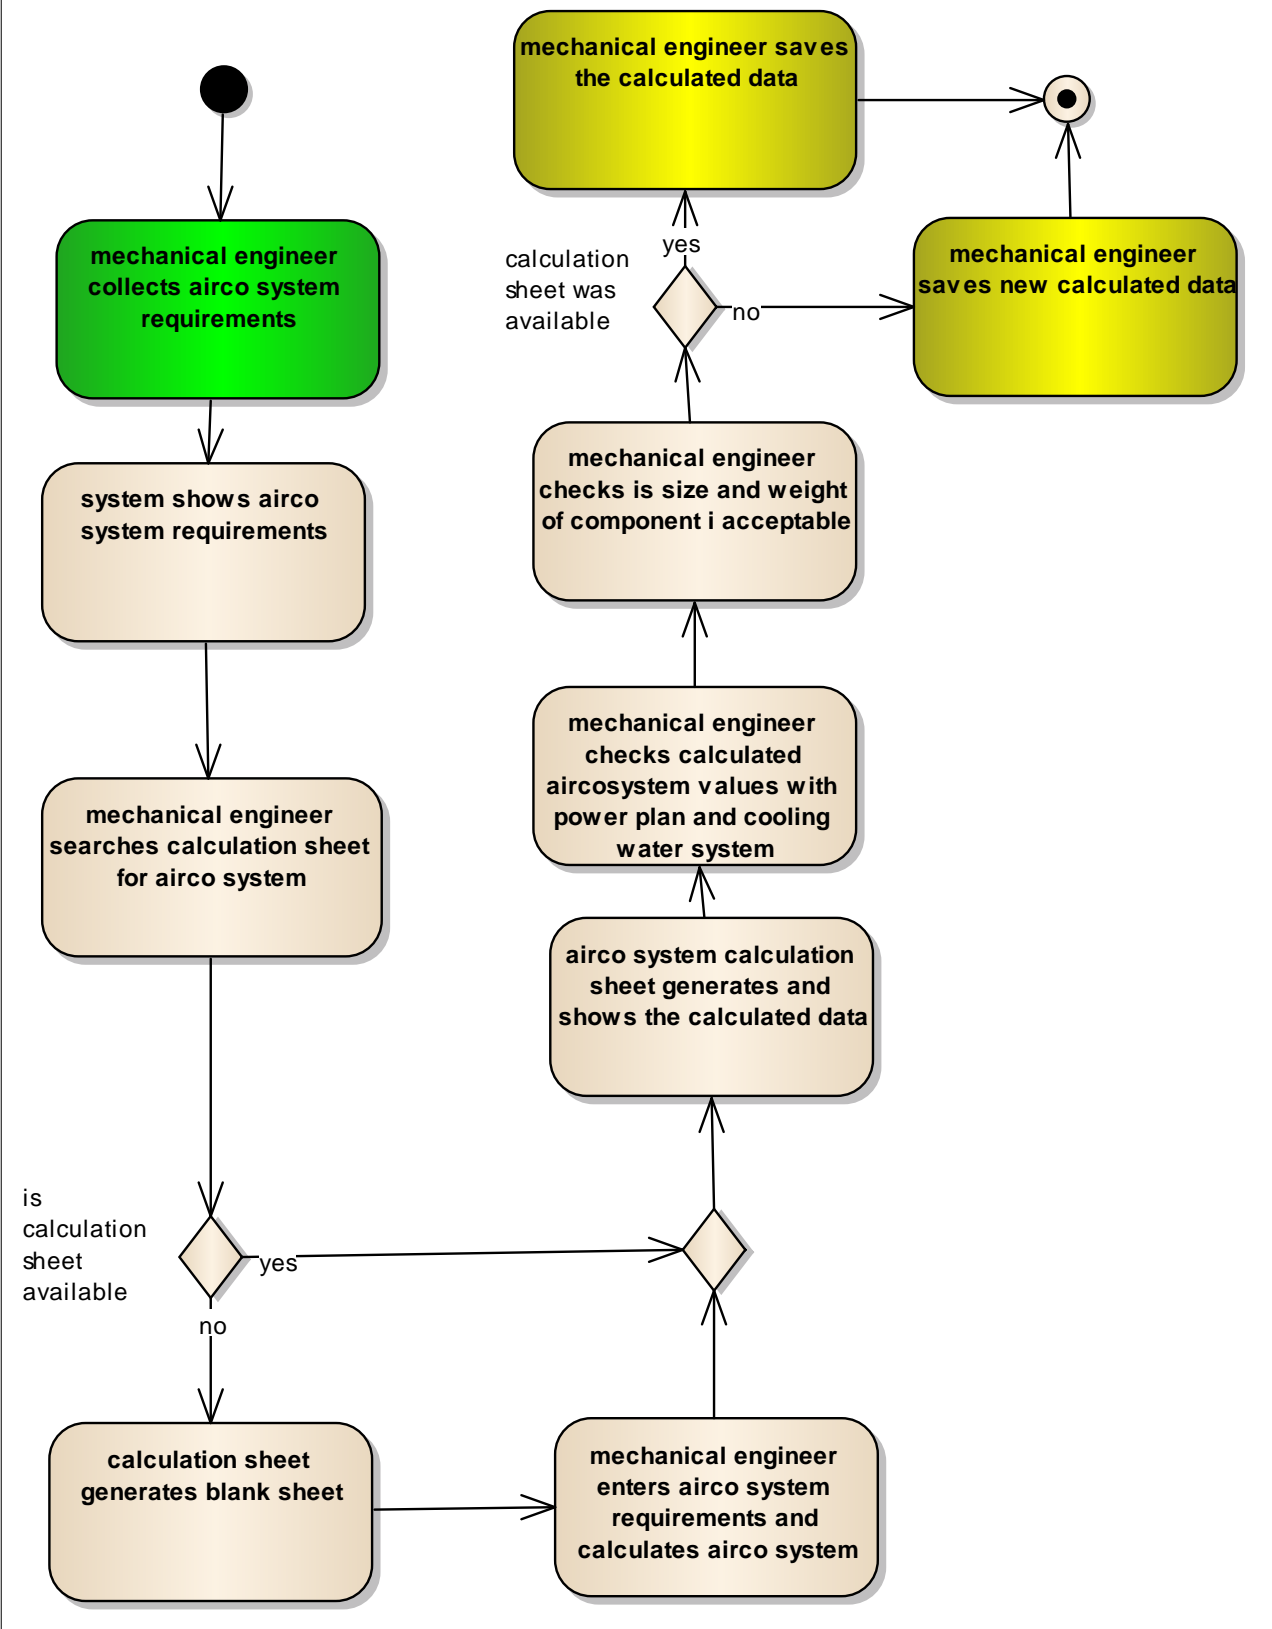 mechanical engineer
collects airco system
requirements
system shows airco
system requirements
mechanical engineer
searches calculation sheet
for airco system
is
calculation
sheet
available
yes
no
calculation sheet
generates blank sheet
mechanical engineer
enters airco system
requirements and
calculates airco system
airco system calculation
sheet generates and
shows the calculated data
mechanical engineer
checks calculated
aircosystem values with
power plan and cooling
water system
mechanical engineer
checks is size and weight
of component i acceptable
calculation
sheet was
available
yes
no
mechanical engineer saves
the calculated data
mechanical engineer
saves new calculated data